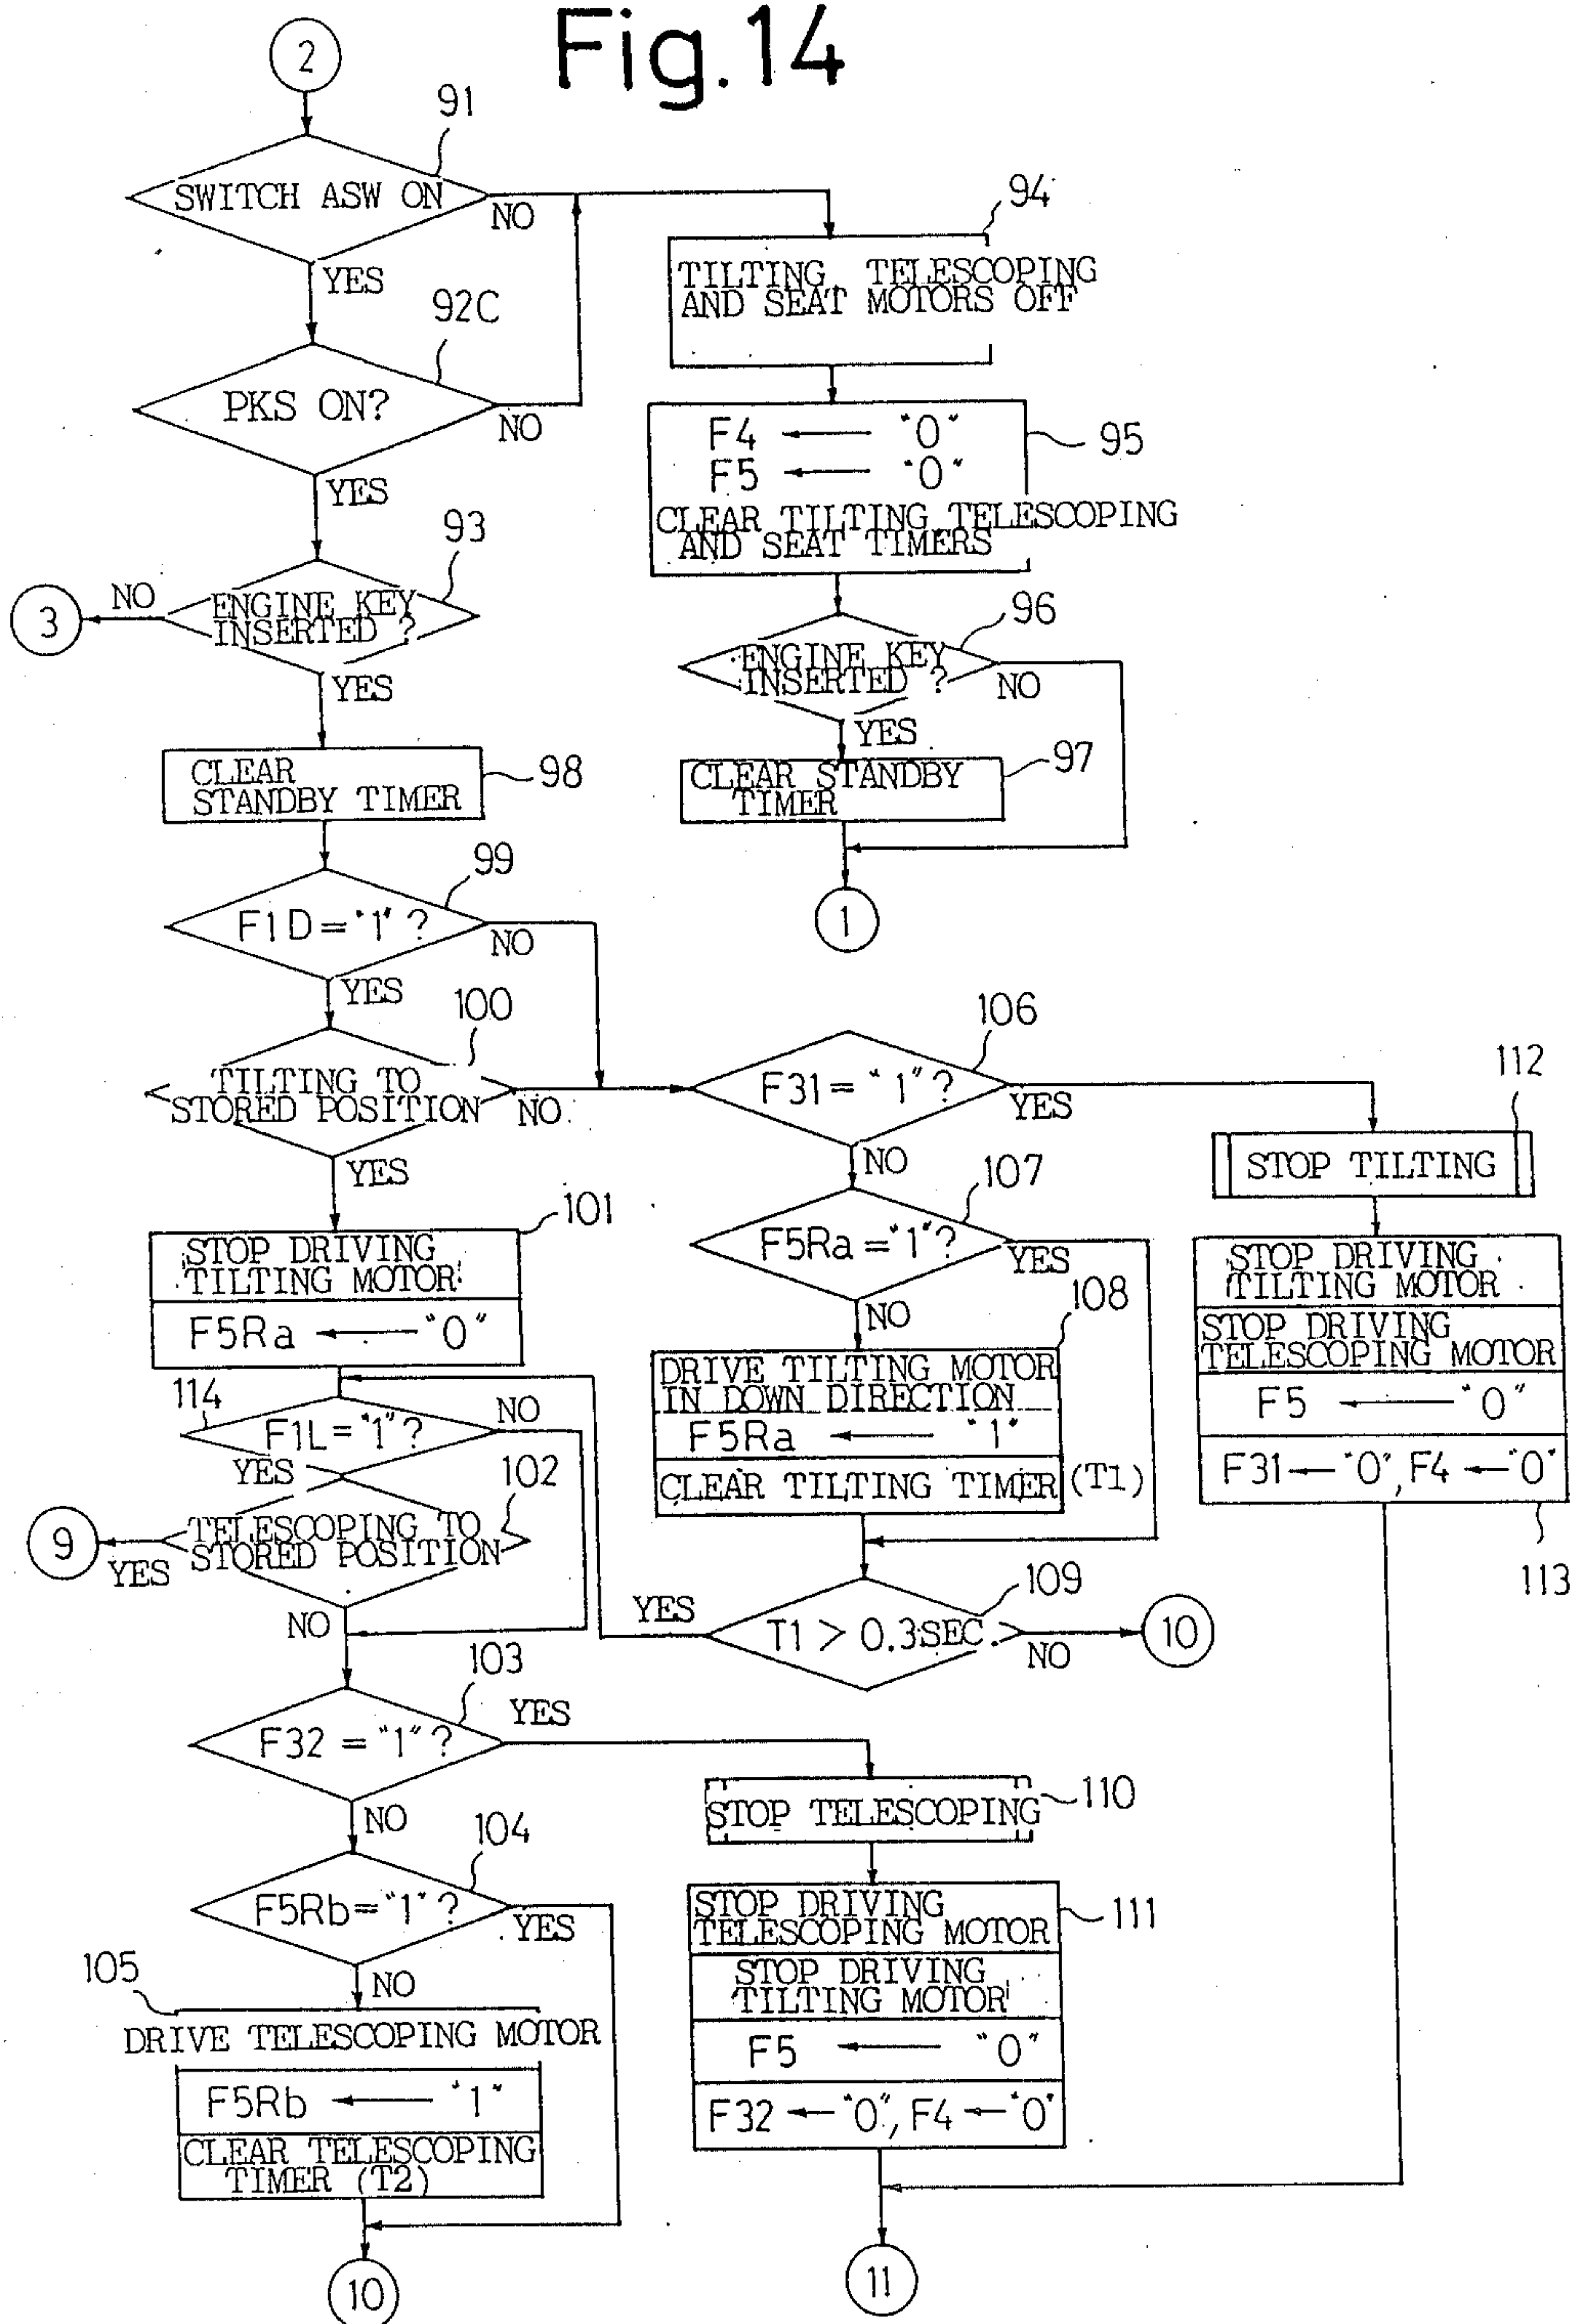 Fig.14
2
91
SWITCH ASW ON
NO
YES
92C
PKS ON?
NO
YES
93
ENGINE KEY
INSERTED ?
NO
3
YES
98
CLEAR
STANDBY TIMER
99
F1D="1"?
NO
YES
100
TILTING TO
STORED POSITION
NO
YES
101
STOP DRIVING
TILTING MOTOR
F5Ra ← "0"
114
F1L="1"?
NO
YES
102
TELESCOPING TO
STORED POSITION
9
YES
NO
103
F32="1"?
YES
NO
104
F5Rb="1"?
YES
NO
105
DRIVE TELESCOPING MOTOR
F5Rb ← "1"
CLEAR TELESCOPING
TIMER (T2)
10
94
TILTING, TELESCOPING
AND SEAT MOTORS OFF
95
F4 ← "0"
F5 ← "0"
CLEAR TILTING TELESCOPING
AND SEAT TIMERS
96
ENGINE KEY
INSERTED ?
NO
YES
97
CLEAR STANDBY
TIMER
1
106
F31="1"?
YES
NO
107
F5Ra="1"?
YES
NO
108
DRIVE TILTING MOTOR
IN DOWN DIRECTION
F5Ra ← "1"
CLEAR TILTING TIMER (T1)
109
T1 > 0.3SEC.
YES
NO
10
110
STOP TELESCOPING
111
STOP DRIVING
TELESCOPING MOTOR
STOP DRIVING
TILTING MOTOR
F5 ← "0"
F32 ← "0", F4 ← "0"
11
112
STOP TILTING
STOP DRIVING
TILTING MOTOR
STOP DRIVING
TELESCOPING MOTOR
F5 ← "0"
F31 ← "0", F4 ← "0"
113